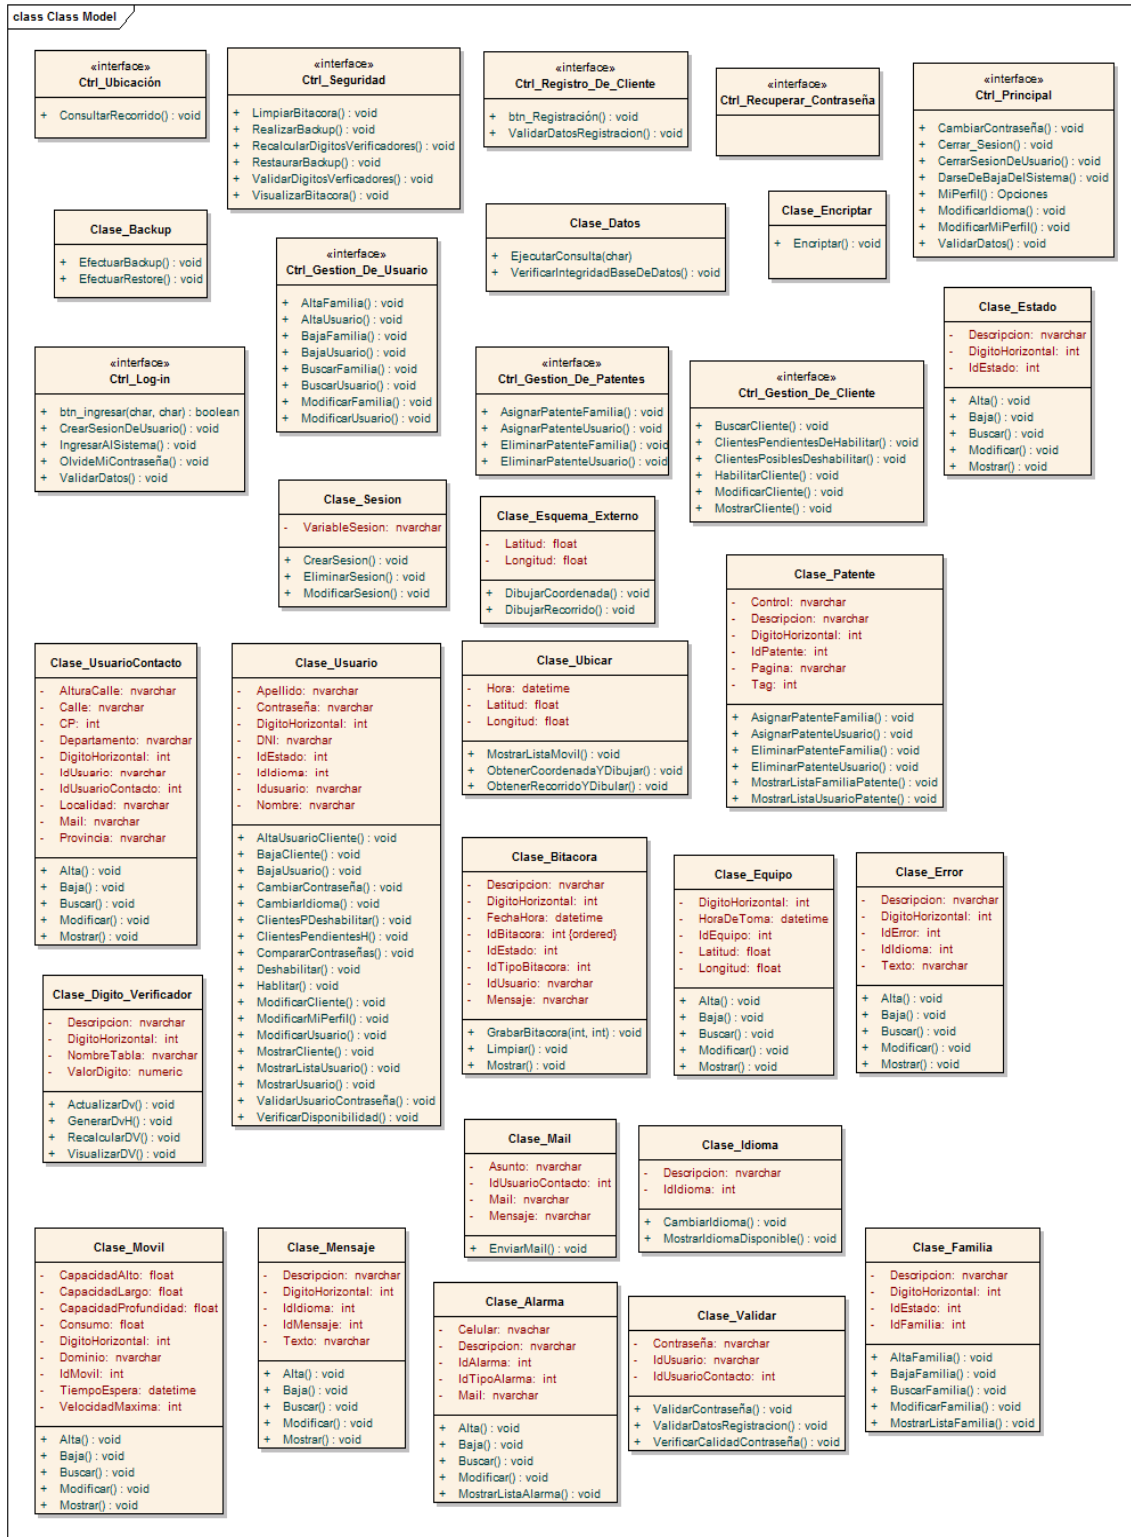 class Class Model
«interface»
Ctrl_Ubicación
+ ConsultarRecorrido() : void
«interface»
Ctrl_Seguridad
+ LimpiarBitacora() : void
+ RealizarBackup() : void
+ RecalcularDigitosVerificadores() : void
+ RestaurarBackup() : void
+ ValidarDigitosVerficadores() : void
+ VisualizarBitacora() : void
«interface»
Ctrl_Registro_De_Cliente
+ btn_Registración() : void
+ ValidarDatosRegistracion() : void
«interface»
Ctrl_Recuperar_Contraseña
«interface»
Ctrl_Principal
+ CambiarContraseña() : void
+ Cerrar_Sesion() : void
+ CerrarSesionDeUsuario() : void
+ DarseDeBajaDelSistema() : void
+ MiPerfil() : Opciones
+ ModificarIdioma() : void
+ ModificarMiPerfil() : void
+ ValidarDatos() : void
Clase_Backup
+ EfectuarBackup() : void
+ EfectuarRestore() : void
«interface»
Ctrl_Gestion_De_Usuario
+ AltaFamilia() : void
+ AltaUsuario() : void
+ BajaFamilia() : void
+ BajaUsuario() : void
+ BuscarFamilia() : void
+ BuscarUsuario() : void
+ ModificarFamilia() : void
+ ModificarUsuario() : void
Clase_Datos
+ EjecutarConsulta(char)
+ VerificarIntegridadBaseDeDatos() : void
Clase_Encriptar
+ Encriptar() : void
Clase_Estado
- Descripcion: nvarchar
- DigitoHorizontal: int
- IdEstado: int
+ Alta() : void
+ Baja() : void
+ Buscar() : void
+ Modificar() : void
+ Mostrar() : void
«interface»
Ctrl_Log-in
+ btn_ingresar(char, char) : boolean
+ CrearSesionDeUsuario() : void
+ IngresarAlSistema() : void
+ OlvideMiContraseña() : void
+ ValidarDatos() : void
«interface»
Ctrl_Gestion_De_Patentes
+ AsignarPatenteFamilia() : void
+ AsignarPatenteUsuario() : void
+ EliminarPatenteFamilia() : void
+ EliminarPatenteUsuario() : void
«interface»
Ctrl_Gestion_De_Cliente
+ BuscarCliente() : void
+ ClientesPendientesDeHabilitar() : void
+ ClientesPosiblesDeshabilitar() : void
+ HabilitarCliente() : void
+ ModificarCliente() : void
+ MostrarCliente() : void
Clase_Sesion
- VariableSesion: nvarchar
+ CrearSesion() : void
+ EliminarSesion() : void
+ ModificarSesion() : void
Clase_Esquema_Externo
- Latitud: float
- Longitud: float
+ DibujarCoordenada() : void
+ DibujarRecorrido() : void
Clase_Patente
- Control: nvarchar
- Descripcion: nvarchar
- DigitoHorizontal: int
- IdPatente: int
- Pagina: nvarchar
- Tag: int
+ AsignarPatenteFamilia() : void
+ AsignarPatenteUsuario() : void
+ EliminarPatenteFamilia() : void
+ EliminarPatenteUsuario() : void
+ MostrarListaFamiliaPatente() : void
+ MostrarListaUsuarioPatente() : void
Clase_UsuarioContacto
- AlturaCalle: nvarchar
- Calle: nvarchar
- CP: int
- Departamento: nvarchar
- DigitoHorizontal: int
- IdUsuario: nvarchar
- IdUsuarioContacto: int
- Localidad: nvarchar
- Mail: nvarchar
- Provincia: nvarchar
+ Alta() : void
+ Baja() : void
+ Buscar() : void
+ Modificar() : void
+ Mostrar() : void
Clase_Usuario
- Apellido: nvarchar
- Contraseña: nvarchar
- DigitoHorizontal: int
- DNI: nvarchar
- IdEstado: int
- IdIdioma: int
- Idusuario: nvarchar
- Nombre: nvarchar
+ AltaUsuarioCliente() : void
+ BajaCliente() : void
+ BajaUsuario() : void
+ CambiarContraseña() : void
+ CambiarIdioma() : void
+ ClientesPDeshabilitar() : void
+ ClientesPendientesH() : void
+ CompararContraseñas() : void
+ Deshabilitar() : void
+ Hablitar() : void
+ ModificarCliente() : void
+ ModificarMiPerfil() : void
+ ModificarUsuario() : void
+ MostrarCliente() : void
+ MostrarListaUsuario() : void
+ MostrarUsuario() : void
+ ValidarUsuarioContraseña() : void
+ VerificarDisponibilidad() : void
Clase_Ubicar
- Hora: datetime
- Latitud: float
- Longitud: float
+ MostrarListaMovil() : void
+ ObtenerCoordenadaYDibujar() : void
+ ObtenerRecorridoYDibular() : void
Clase_Bitacora
- Descripcion: nvarchar
- DigitoHorizontal: int
- FechaHora: datetime
- IdBitacora: int {ordered}
- IdEstado: int
- IdTipoBitacora: int
- IdUsuario: nvarchar
- Mensaje: nvarchar
+ GrabarBitacora(int, int) : void
+ Limpiar() : void
+ Mostrar() : void
Clase_Equipo
- DigitoHorizontal: int
- HoraDeToma: datetime
- IdEquipo: int
- Latitud: float
- Longitud: float
+ Alta() : void
+ Baja() : void
+ Buscar() : void
+ Modificar() : void
+ Mostrar() : void
Clase_Error
- Descripcion: nvarchar
- DigitoHorizontal: int
- IdError: int
- IdIdioma: int
- Texto: nvarchar
+ Alta() : void
+ Baja() : void
+ Buscar() : void
+ Modificar() : void
+ Mostrar() : void
Clase_Digito_Verificador
- Descripcion: nvarchar
- DigitoHorizontal: int
- NombreTabla: nvarchar
- ValorDigito: numeric
+ ActualizarDv() : void
+ GenerarDvH() : void
+ RecalcularDV() : void
+ VisualizarDV() : void
Clase_Mail
- Asunto: nvarchar
- IdUsuarioContacto: int
- Mail: nvarchar
- Mensaje: nvarchar
+ EnviarMail() : void
Clase_Idioma
- Descripcion: nvarchar
- IdIdioma: int
+ CambiarIdioma() : void
+ MostrarIdiomaDisponible() : void
Clase_Movil
- CapacidadAlto: float
- CapacidadLargo: float
- CapacidadProfundidad: float
- Consumo: float
- DigitoHorizontal: int
- Dominio: nvarchar
- IdMovil: int
- TiempoEspera: datetime
- VelocidadMaxima: int
+ Alta() : void
+ Baja() : void
+ Buscar() : void
+ Modificar() : void
+ Mostrar() : void
Clase_Mensaje
- Descripcion: nvarchar
- DigitoHorizontal: int
- IdIdioma: int
- IdMensaje: int
- Texto: nvarchar
+ Alta() : void
+ Baja() : void
+ Buscar() : void
+ Modificar() : void
+ Mostrar() : void
Clase_Alarma
- Celular: nvachar
- Descripcion: nvarchar
- IdAlarma: int
- IdTipoAlarma: int
- Mail: nvarchar
+ Alta() : void
+ Baja() : void
+ Buscar() : void
+ Modificar() : void
+ MostrarListaAlarma() : void
Clase_Validar
- Contraseña: nvarchar
- IdUsuario: nvarchar
- IdUsuarioContacto: int
+ ValidarContraseña() : void
+ ValidarDatosRegistracion() : void
+ VerificarCalidadContraseña() : void
Clase_Familia
- Descripcion: nvarchar
- DigitoHorizontal: int
- IdEstado: int
- IdFamilia: int
+ AltaFamilia() : void
+ BajaFamilia() : void
+ BuscarFamilia() : void
+ ModificarFamilia() : void
+ MostrarListaFamilia() : void